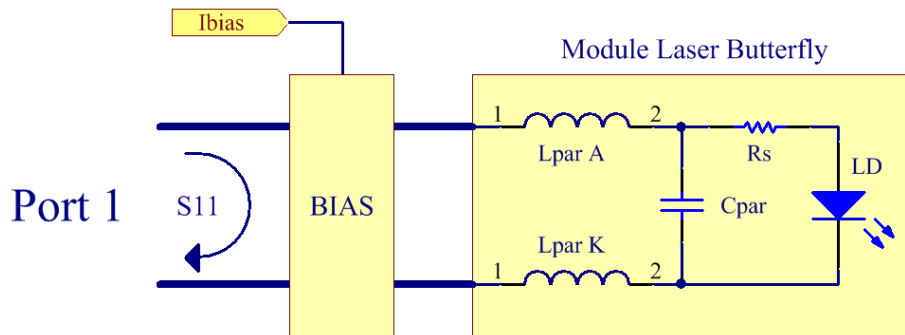 Ibias
Module Laser Butterfly
1
2
Lpar A
Rs
LD
Port 1
S11
BIAS
Cpar
Lpar K
1
2